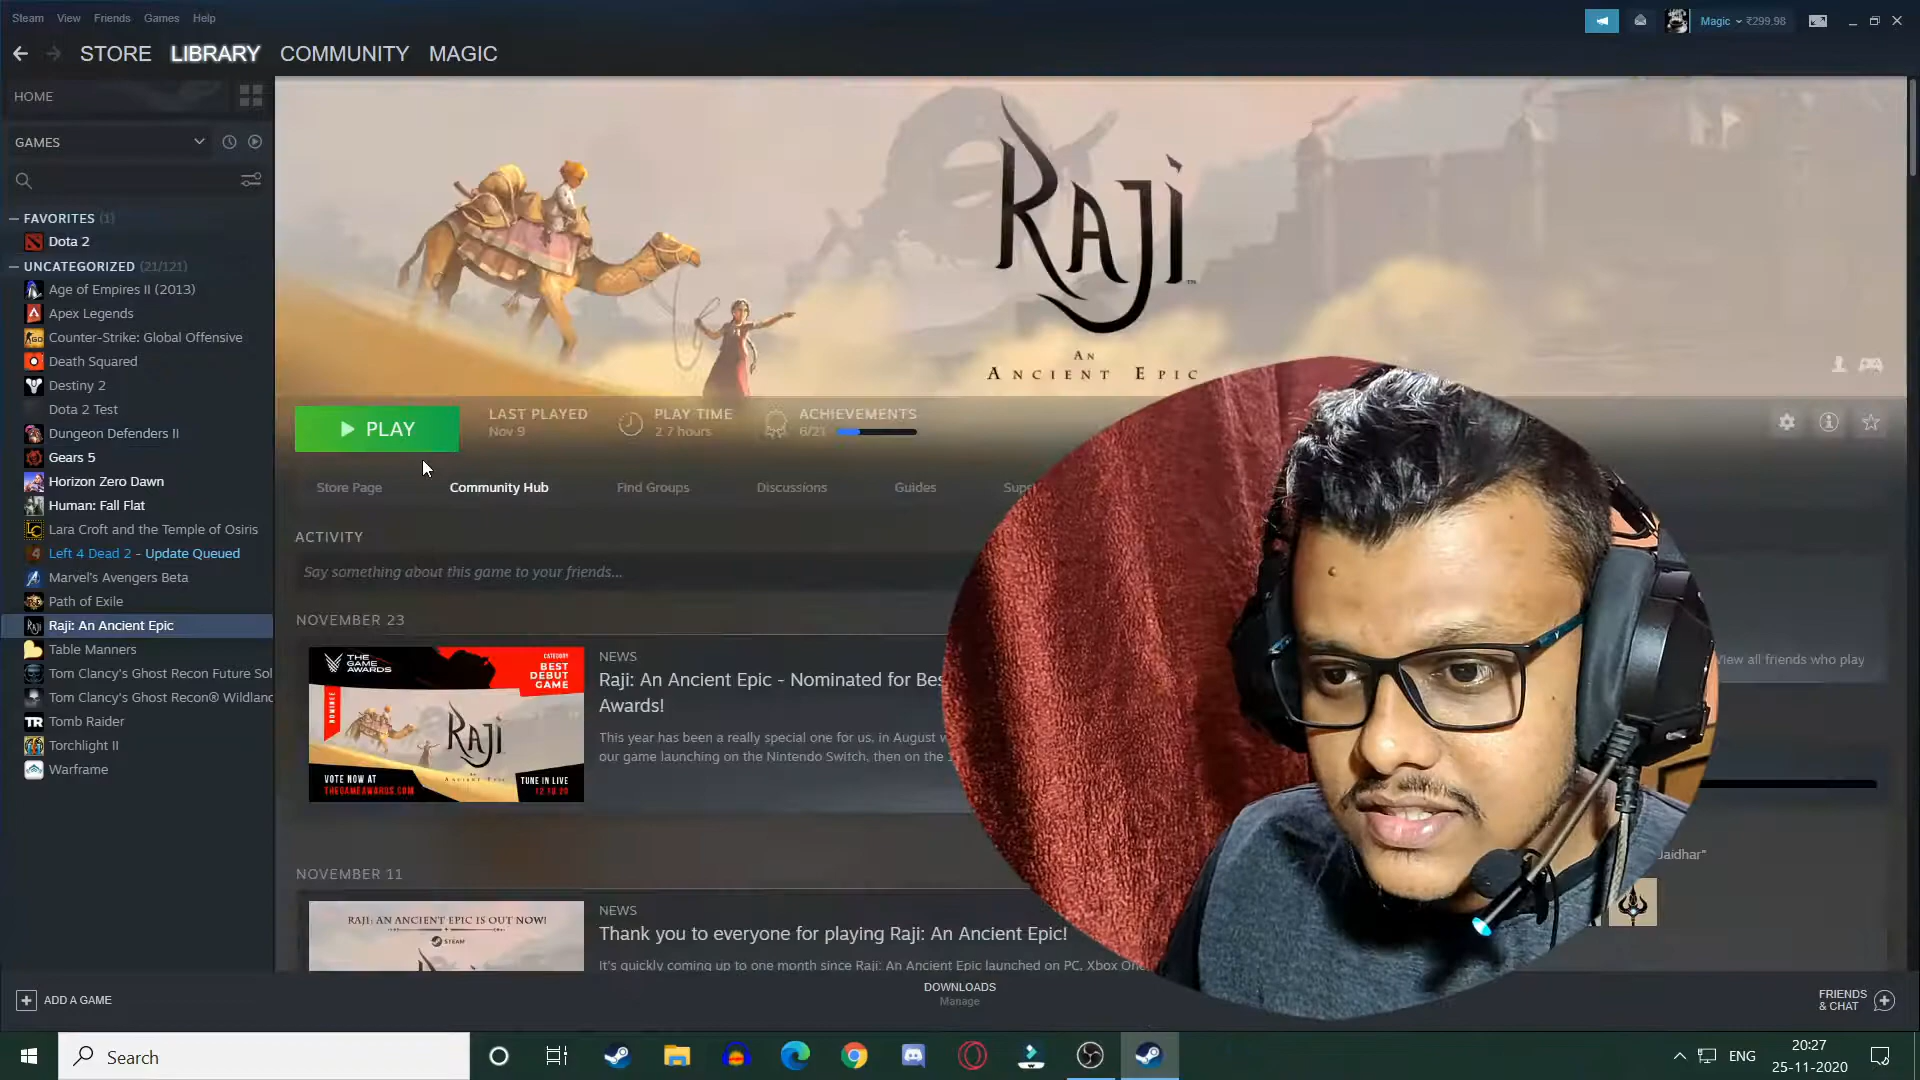 Steam View Friends Games Help
Magic ₹299.98
STORE LIBRARY COMMUNITY MAGIC
HOME
GAMES
FAVORITES (1)
Dota 2
UNCATEGORIZED (21/121)
Age of Empires II (2013)
Apex Legends
Counter-Strike: Global Offensive
Death Squared
Destiny 2
Dota 2 Test
Dungeon Defenders II
Gears 5
Horizon Zero Dawn
Human: Fall Flat
Lara Croft and the Temple of Osiris
Left 4 Dead 2 - Update Queued
Marvel's Avengers Beta
Path of Exile
Raji: An Ancient Epic
Table Manners
Tom Clancy's Ghost Recon Future Sol
Tom Clancy's Ghost Recon® Wildlanc
Tomb Raider
Torchlight II
Warframe
RAJI
AN
ANCIENT EPIC
PLAY
LAST PLAYED
Nov 9
PLAY TIME
2.7 hours
ACHIEVEMENTS
6/21
Store Page
Community Hub
Find Groups
Discussions
Guides
ACTIVITY
Say something about this game to your friends...
NOVEMBER 23
THE GAME AWARDS
CATEGORY
BEST DEBUT GAME
NOMINEE
RAJI
AN ANCIENT EPIC
VOTE NOW AT
THEGAMEAWARDS.COM
TUNE IN LIVE
12.10.20
NEWS
Raji: An Ancient Epic - Nominated for Bes
Awards!
This year has been a really special one for us, in August w
our game launching on the Nintendo Switch, then on the 1
View all friends who play
Jaidhar"
NOVEMBER 11
RAJI: AN ANCIENT EPIC IS OUT NOW!
STEAM
NEWS
Thank you to everyone for playing Raji: An Ancient Epic!
It's quickly coming up to one month since Raji: An Ancient Epic launched on PC, Xbox One
ADD A GAME
DOWNLOADS
Manage
FRIENDS
& CHAT
Search
ENG
20:27
25-11-2020